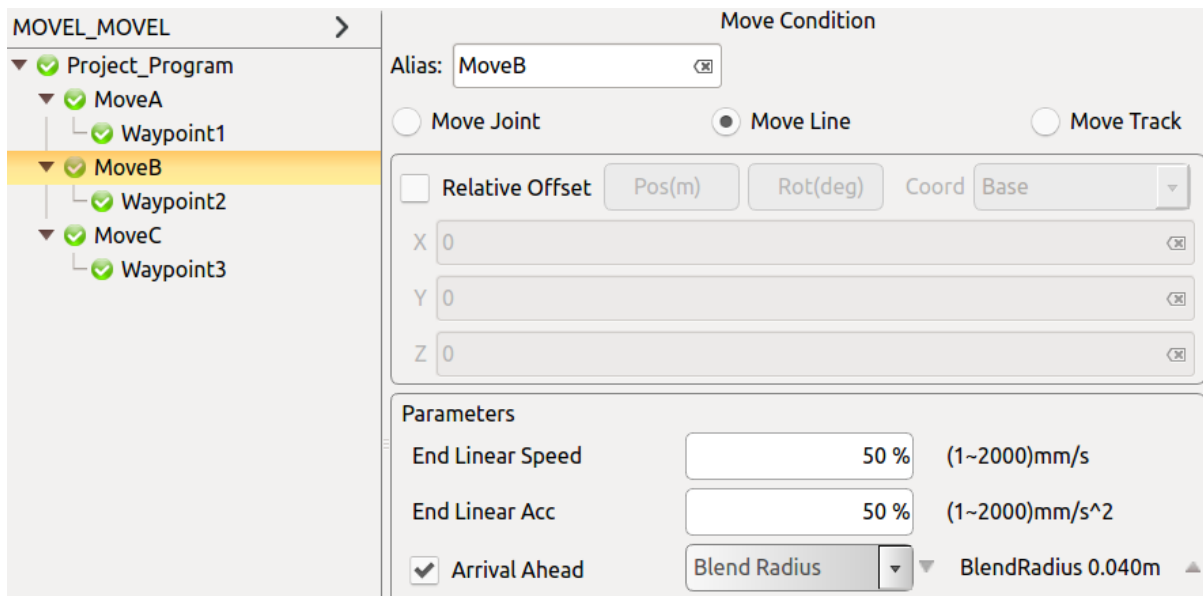 MOVEL_MOVEL
Project_Program
MoveA
Waypoint1
MoveB
Waypoint2
MoveC
Waypoint3
Move Condition
Alias: MoveB
Move Joint Move Line Move Track
Relative Offset Pos(m) Rot(deg) Coord Base
X 0
Y 0
Z 0
Parameters
End Linear Speed 50 % (1~2000)mm/s
End Linear Acc 50 % (1~2000)mm/s^2
Arrival Ahead Blend Radius BlendRadius 0.040m